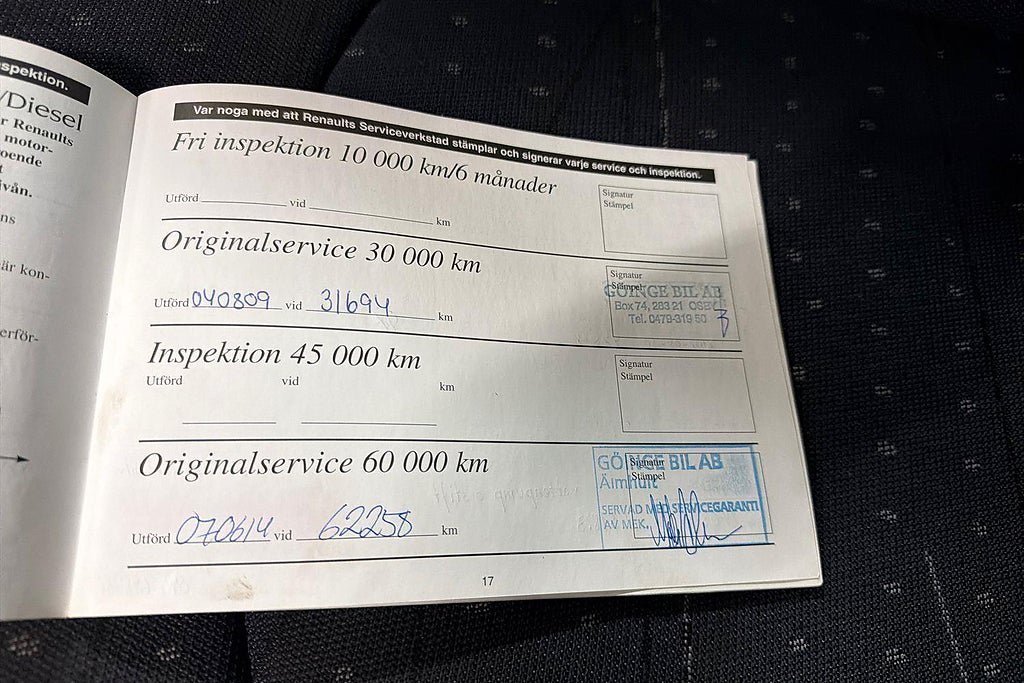 spektion.
/Diesel
r Renaults
motor-
oende
t
ivån.
ns
är kon-
erför-
Var noga med att Renaults Serviceverkstad stämplar och signerar varje service och inspektion.
Fri inspektion 10 000 km/6 månader
Utförd vid km
Signatur
Stämpel
Originalservice 30 000 km
Utförd 040809 vid 31694 km
Signatur
Stämpel
GÖINGE BIL AB
Box 74, 283 21 OSBY
Tel. 0479-319 50
Inspektion 45 000 km
Utförd vid km
Signatur
Stämpel
Originalservice 60 000 km
Utförd 070614 vid 62258 km
Signatur
Stämpel
GÖINGE BIL AB
Älmhult
SERVAD MED SERVICEGARANTI
AV MEK.
17